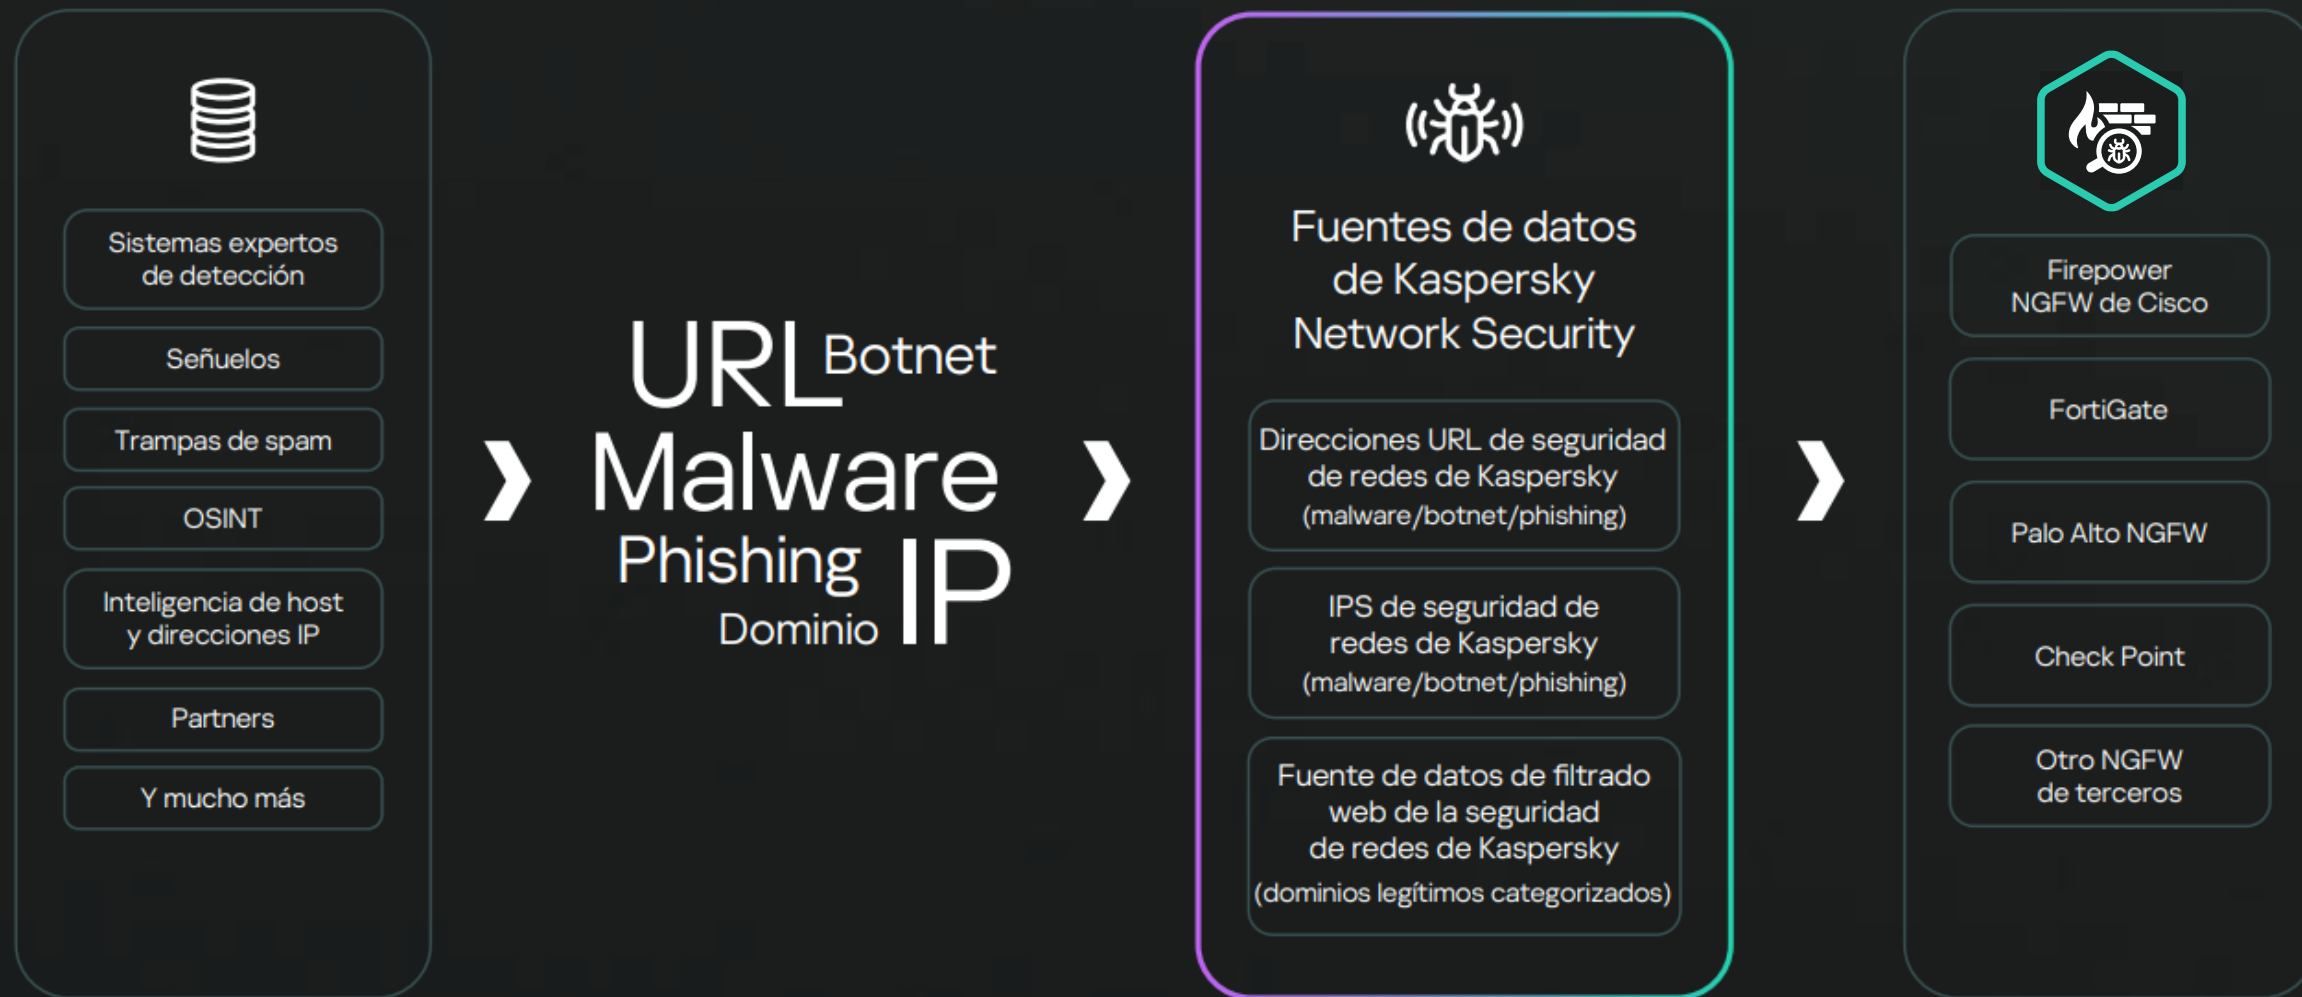 Sistemas expertos
de detección
Señuelos
Trampas de spam
OSINT
Inteligencia de host
y direcciones IP
Partners
Y mucho más
URL
Botnet
Malware
Phishing
IP
Dominio
Fuentes de datos
de Kaspersky
Network Security
Direcciones URL de seguridad
de redes de Kaspersky
(malware/botnet/phishing)
IPS de seguridad de
redes de Kaspersky
(malware/botnet/phishing)
Fuente de datos de filtrado
web de la seguridad
de redes de Kaspersky
(dominios legítimos categorizados)
Firepower
NGFW de Cisco
FortiGate
Palo Alto NGFW
Check Point
Otro NGFW
de terceros